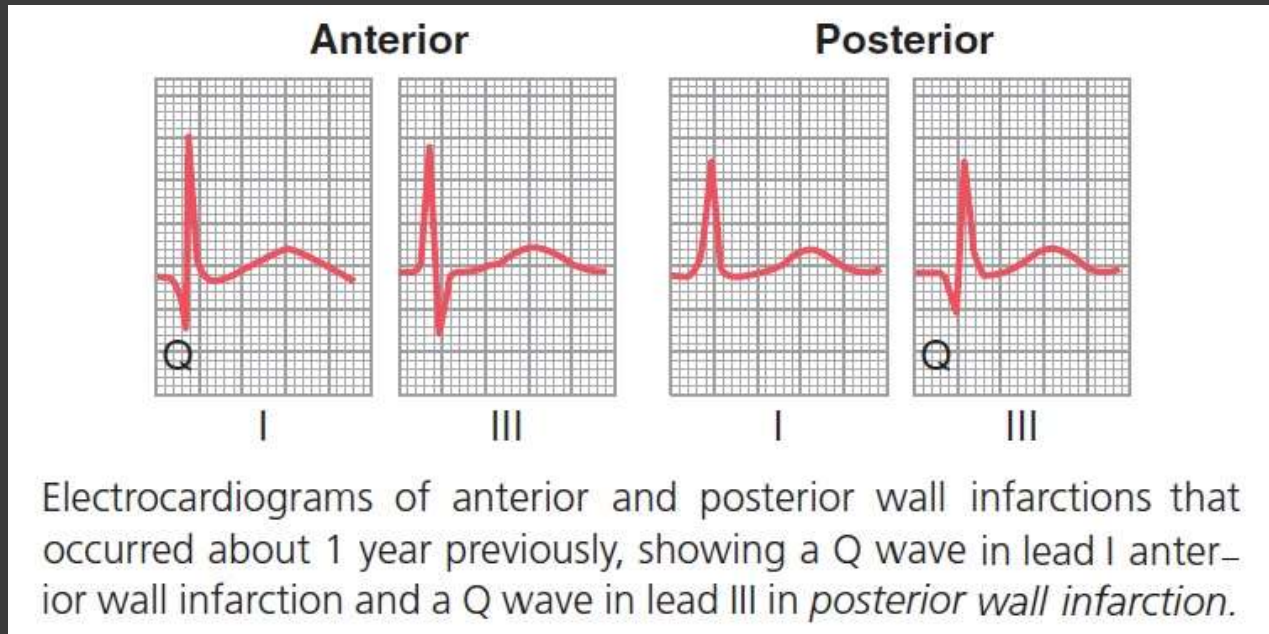 Anterior Posterior
Q Q
I III I III
Electrocardiograms of anterior and posterior wall infarctions that
occurred about 1 year previously, showing a Q wave in lead I anter–
ior wall infarction and a Q wave in lead III in posterior wall infarction.